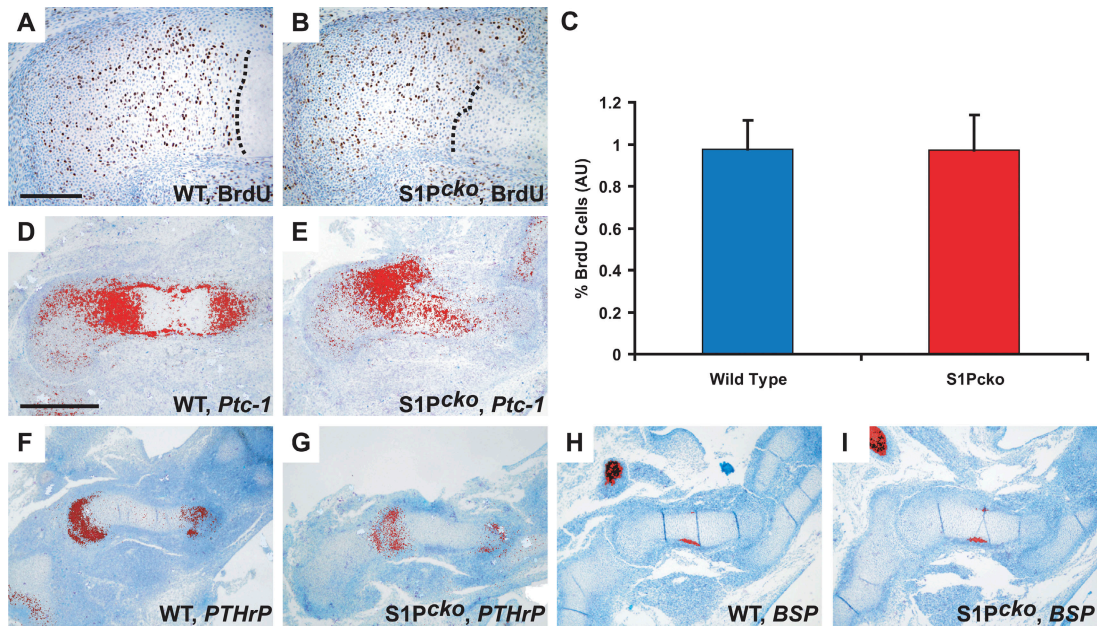 A
WT, BrdU
B
S1Pcko, BrdU
C
% BrdU Cells (AU)
1.2
1
0.8
0.6
0.4
0.2
0
Wild Type
S1Pcko
D
WT, Ptc-1
E
S1Pcko, Ptc-1
F
WT, PTHrP
G
S1Pcko, PTHrP
H
WT, BSP
I
S1Pcko, BSP